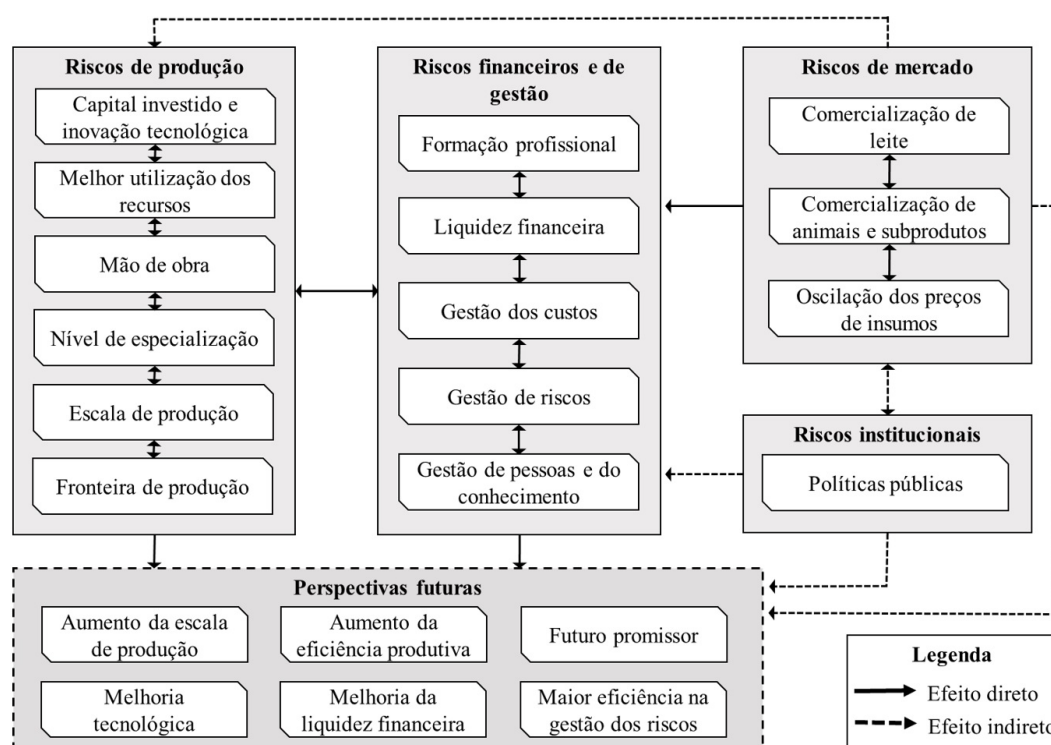 Riscos de produção
Capital investido e
inovação tecnológica
Melhor utilização dos
recursos
Mão de obra
Nível de especialização
Escala de produção
Fronteira de produção
Riscos financeiros e de
gestão
Formação profissional
Liquidez financeira
Gestão dos custos
Gestão de riscos
Gestão de pessoas e do
conhecimento
Riscos de mercado
Comercialização de
leite
Comercialização de
animais e subprodutos
Oscilação dos preços
de insumos
Riscos institucionais
Políticas públicas
Perspectivas futuras
Aumento da escala
de produção
Aumento da
eficiência produtiva
Futuro promissor
Melhoria
tecnológica
Melhoria da
liquidez financeira
Maior eficiência na
gestão dos riscos
Legenda
Efeito direto
Efeito indireto